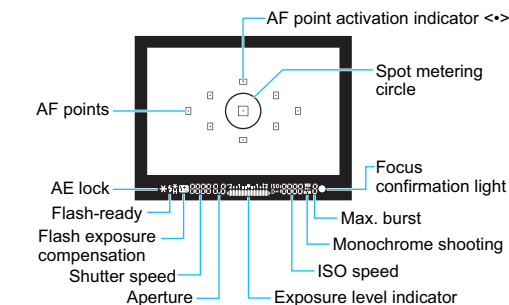 AF point activation indicator <•>
Spot metering
circle
AF points
Focus
confirmation light
AE lock
Flash-ready
Max. burst
Flash exposure
compensation
Monochrome shooting
Shutter speed
ISO speed
Aperture
Exposure level indicator